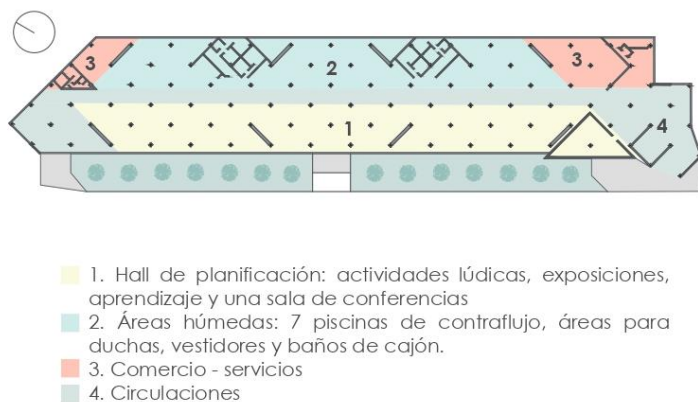 3
2
3
1
4
1. Hall de planificación: actividades lúdicas, exposiciones,
aprendizaje y una sala de conferencias
2. Áreas húmedas: 7 piscinas de contraflujo, áreas para
duchas, vestidores y baños de cajón.
3. Comercio - servicios
4. Circulaciones